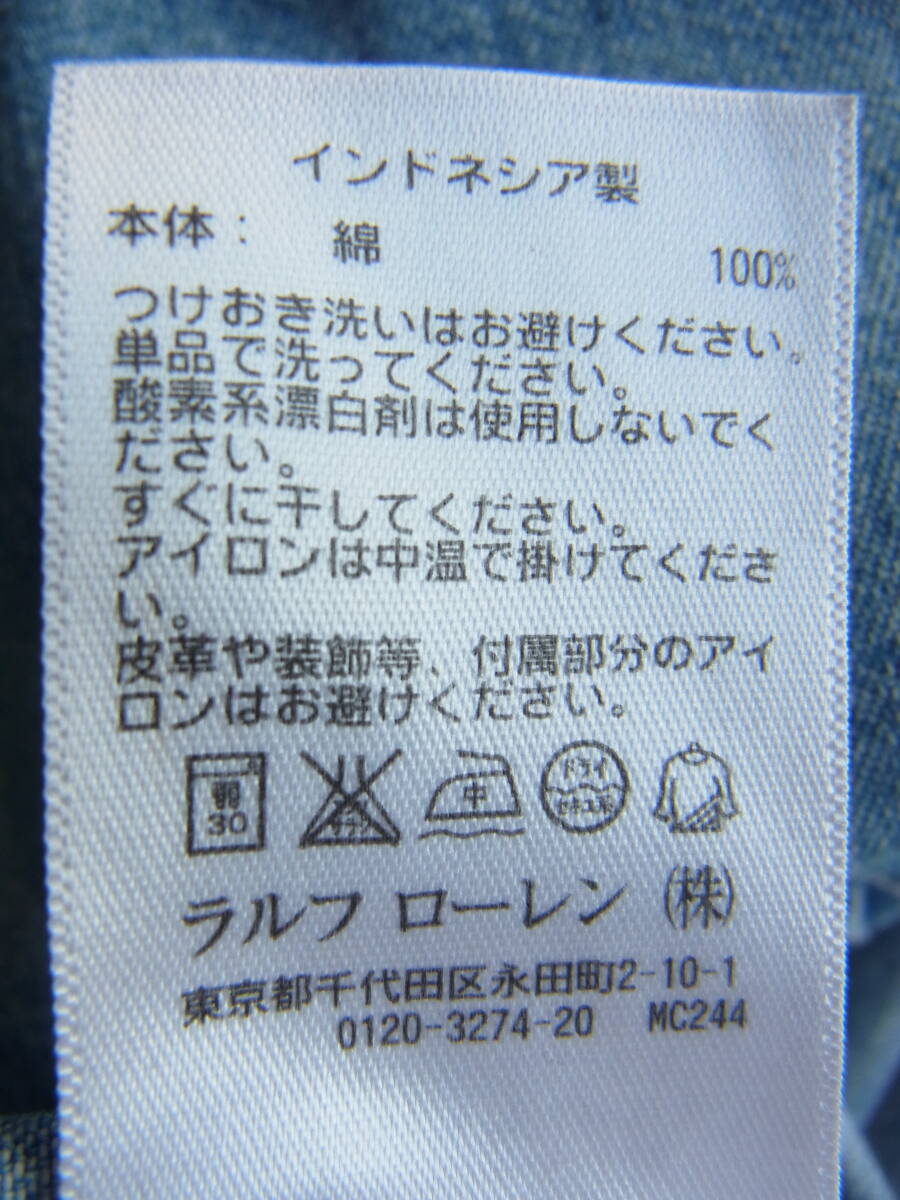 インドネシア製
本体: 綿 100%
つけおき洗いはお避けください。
単品で洗ってください。
酸素系漂白剤は使用しないでく
ださい。
すぐに干してください。
アイロンは中温で掛けてくださ
い。
皮革や装飾等、付属部分のアイ
ロンはお避けください。
弱 30 中 ドライ セキユ系
ラルフ ローレン (株)
東京都千代田区永田町2-10-1
0120-3274-20 MC244